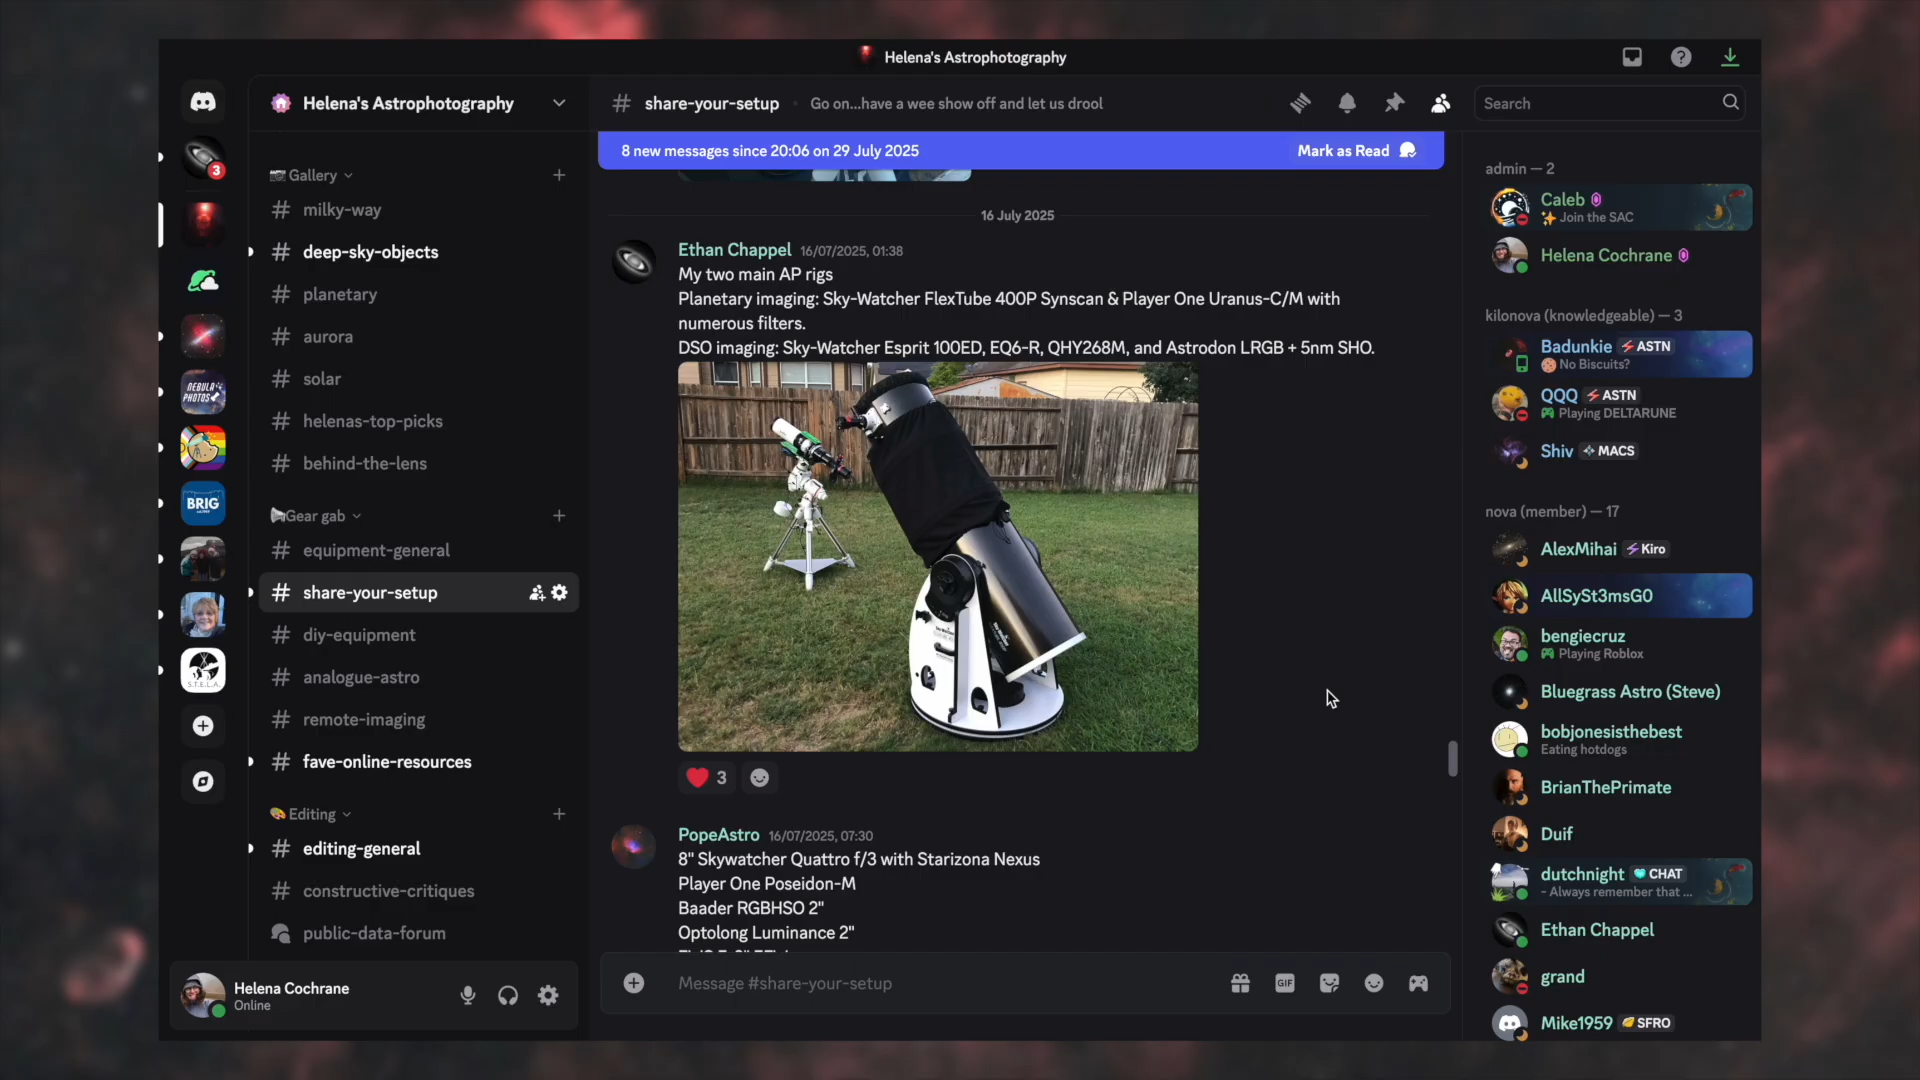 Helena's Astrophotography
Helena's Astrophotography
share-your-setup
Go on...have a wee show off and let us drool
Search
8 new messages since 20:06 on 29 July 2025
Mark as Read
3
NEBULA PHOTOS
BRIG
S.T.E.L.A.
Gallery
milky-way
deep-sky-objects
planetary
aurora
solar
helenas-top-picks
behind-the-lens
Gear gab
equipment-general
share-your-setup
diy-equipment
analogue-astro
remote-imaging
fave-online-resources
Editing
editing-general
constructive-critiques
public-data-forum
Helena Cochrane
Online
16 July 2025
Ethan Chappel 16/07/2025, 01:38
My two main AP rigs
Planetary imaging: Sky-Watcher FlexTube 400P Synscan & Player One Uranus-C/M with
numerous filters.
DSO imaging: Sky-Watcher Esprit 100ED, EQ6-R, QHY268M, and Astrodon LRGB + 5nm SHO.
3
PopeAstro 16/07/2025, 07:30
8" Skywatcher Quattro f/3 with Starizona Nexus
Player One Poseidon-M
Baader RGBHSO 2"
Optolong Luminance 2"
Message #share-your-setup
GIF
admin — 2
Caleb
Join the SAC
Helena Cochrane
kilonova (knowledgeable) — 3
Badunkie ASTN
No Biscuits?
QQQ ASTN
Playing DELTARUNE
Shiv MACS
nova (member) — 17
AlexMihai Kiro
AllSySt3msG0
bengiecruz
Playing Roblox
Bluegrass Astro (Steve)
bobjonesisthebest
Eating hotdogs
BrianThePrimate
Duif
dutchnight CHAT
- Always remember that ...
Ethan Chappel
grand
Mike1959 SFRO